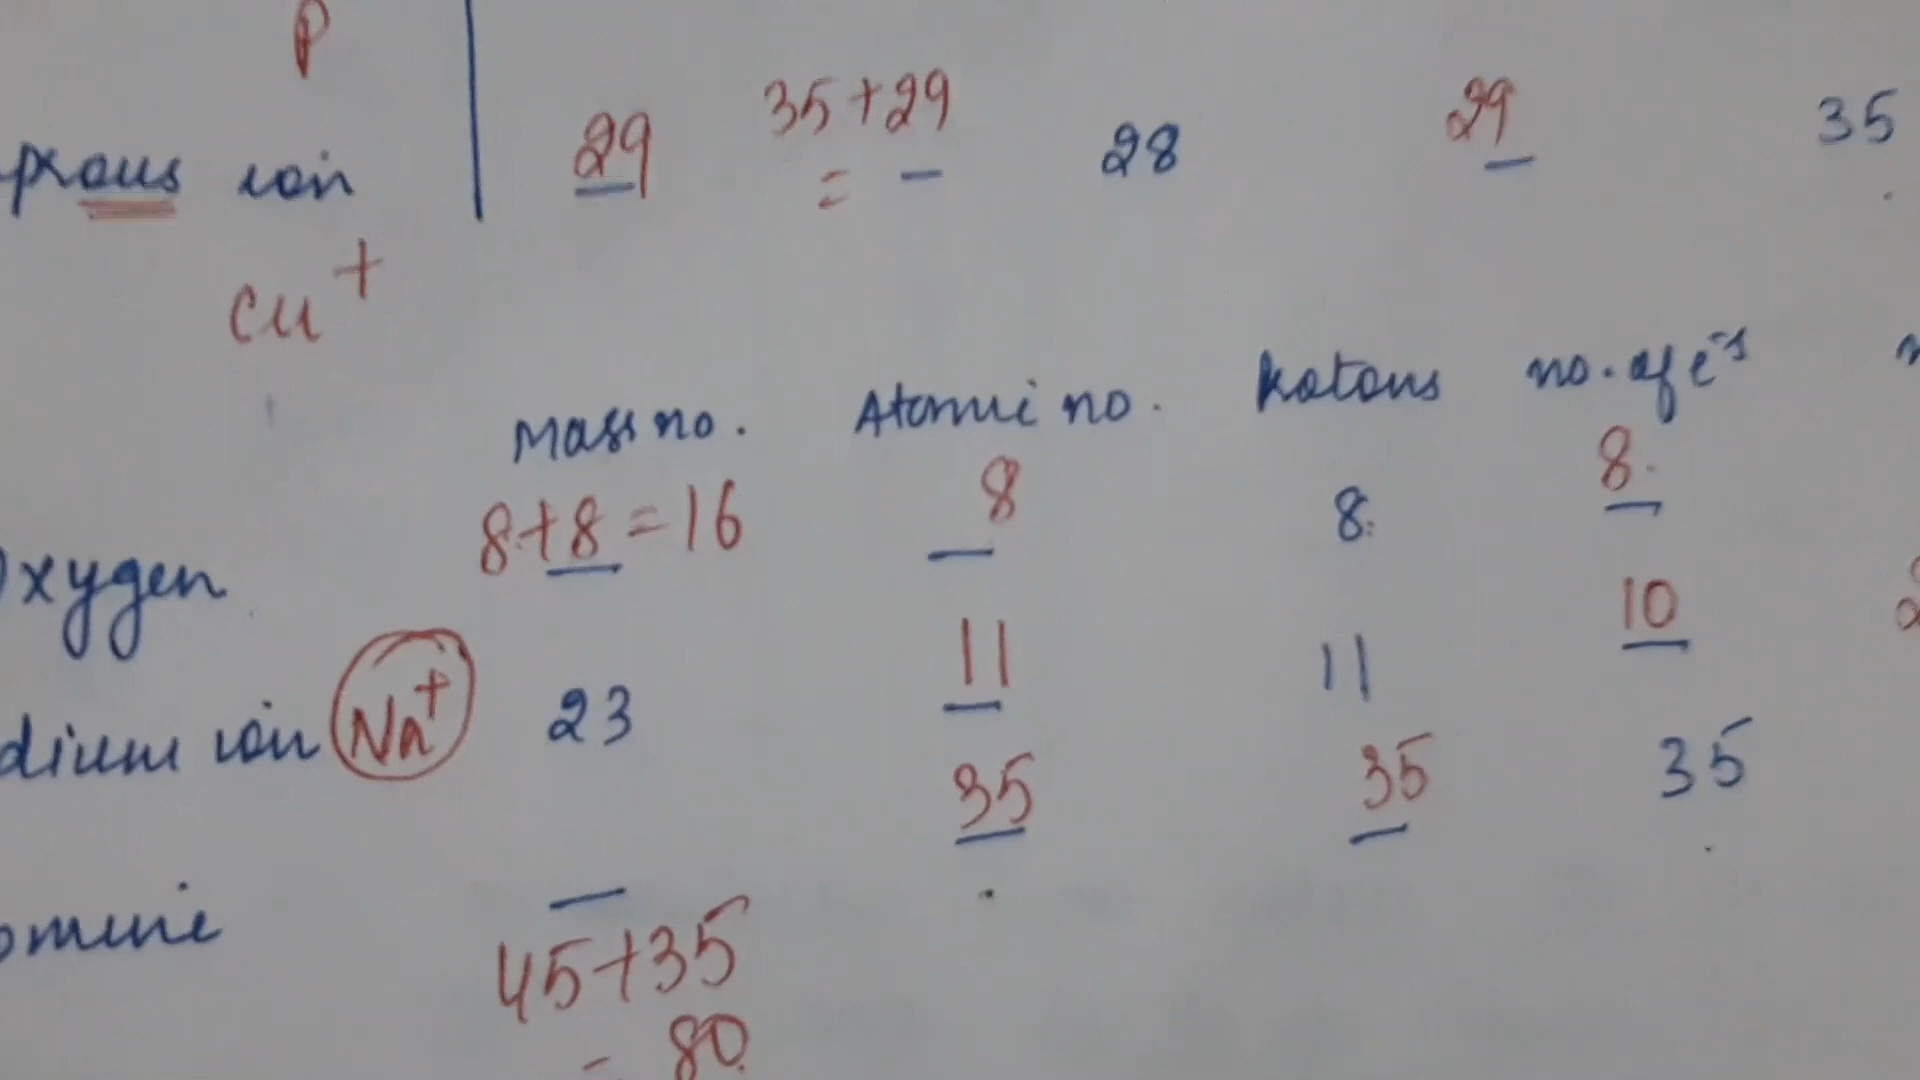 P
29 35+29 28 29 35
=
prous ion
Cu+
Mass no. Atomic no. no. of e-s
8+8=16 8 8 8
Oxygen
dium ion Na+ 23 11 11 10
35 35 35
omine
45+35
= 80